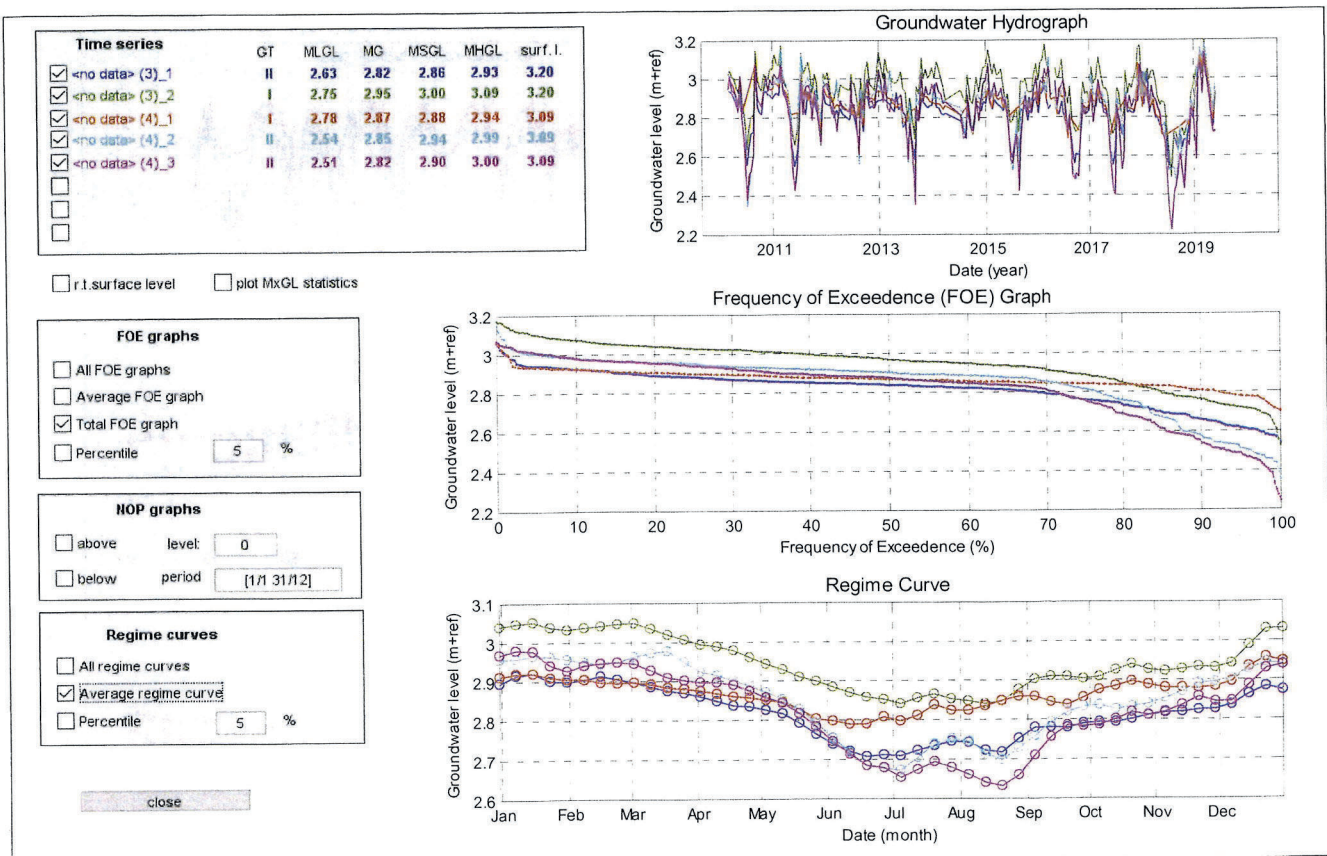 Time series GT MLGL MG MSGL MHGL surf. l.
<no data> (3)_1 II 2.63 2.82 2.86 2.93 3.20
<no data> (3)_2 I 2.75 2.95 3.00 3.09 3.20
<no data> (4)_1 I 2.78 2.87 2.88 2.94 3.09
<no data> (4)_2 II 2.54 2.85 2.94 2.99 3.09
<no data> (4)_3 II 2.51 2.82 2.90 3.00 3.09
r.t.surface level plot MxGL statistics
FOE graphs
All FOE graphs
Average FOE graph
Total FOE graph
Percentile 5 %
NOP graphs
above level: 0
below period [1/1 31/12]
Regime curves
All regime curves
Average regime curve
Percentile 5 %
close
Groundwater Hydrograph
Groundwater level (m+ref)
3.2
3
2.8
2.6
2.4
2.2
2011 2013 2015 2017 2019
Date (year)
Frequency of Exceedence (FOE) Graph
Groundwater level (m+ref)
3.2
3
2.8
2.6
2.4
2.2
0 10 20 30 40 50 60 70 80 90 100
Frequency of Exceedence (%)
Regime Curve
Groundwater level (m+ref)
3.1
3
2.9
2.8
2.7
2.6
Jan Feb Mar Apr May Jun Jul Aug Sep Oct Nov Dec
Date (month)